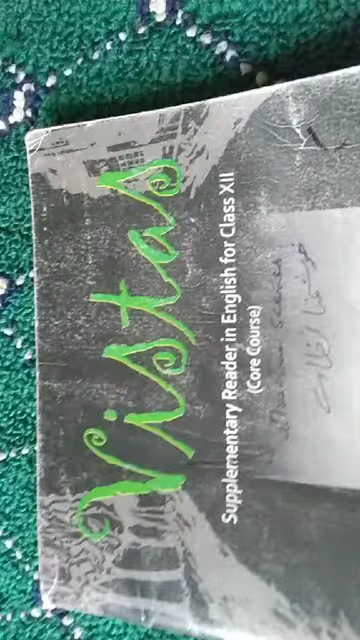 Vistas
Supplementary Reader in English for Class XII
(Core Course)